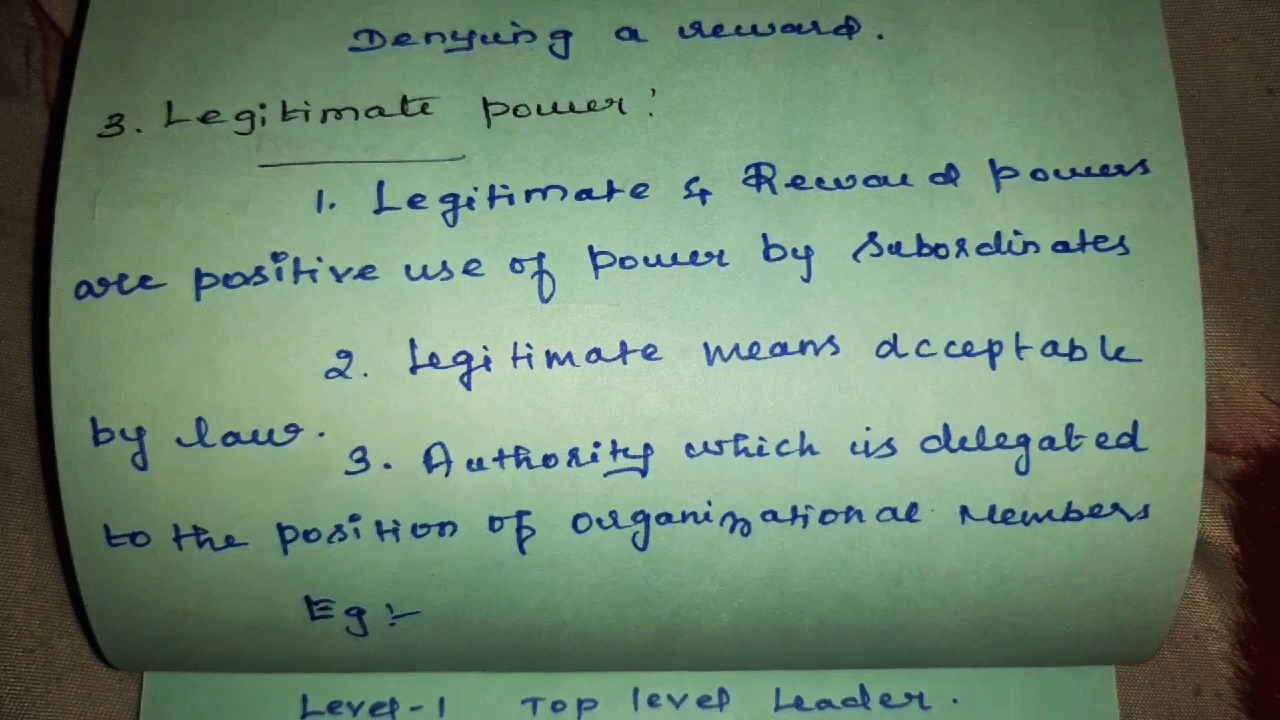 Denying a reward.
3. Legitimate power:
1. Legitimate & Reward powers
are positive use of power by subordinates
2. Legitimate means acceptable
by law.
3. Authority which is delegated
to the position of organizational members
Eg:-
Level-1 Top level leader.